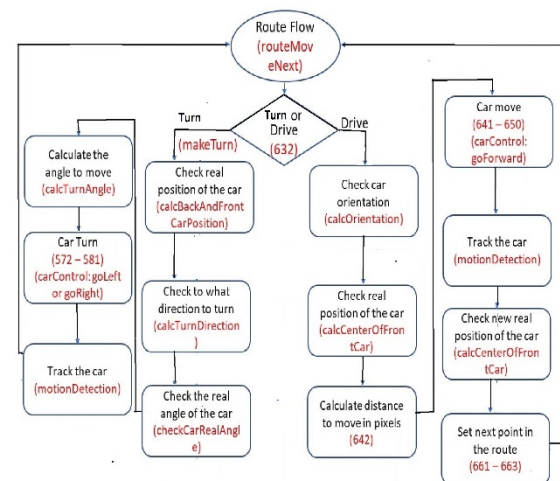 Route Flow
(routeMov
eNext)
Turn or
Drive
(632)
Turn
(makeTurn)
Drive
Check real
position of the car
(calcBackAndFront
CarPosition)
Check to what
direction to turn
(calcTurnDirection
)
Check the real
angle of the car
(checkCarRealAngl
e)
Calculate the
angle to move
(calcTurnAngle)
Car Turn
(572 – 581)
(carControl: goLeft
or goRight)
Track the car
(motionDetection)
Check car
orientation
(calcOrientation)
Check real
position of the car
(calcCenterOfFro
ntCar)
Calculate distance
to move in pixels
(642)
Car move
(641 – 650)
(carControl:
goForward)
Track the car
(motionDetection)
Check new real
position of the car
(calcCenterOfFron
tCar)
Set next point in
the route
(661 – 663)